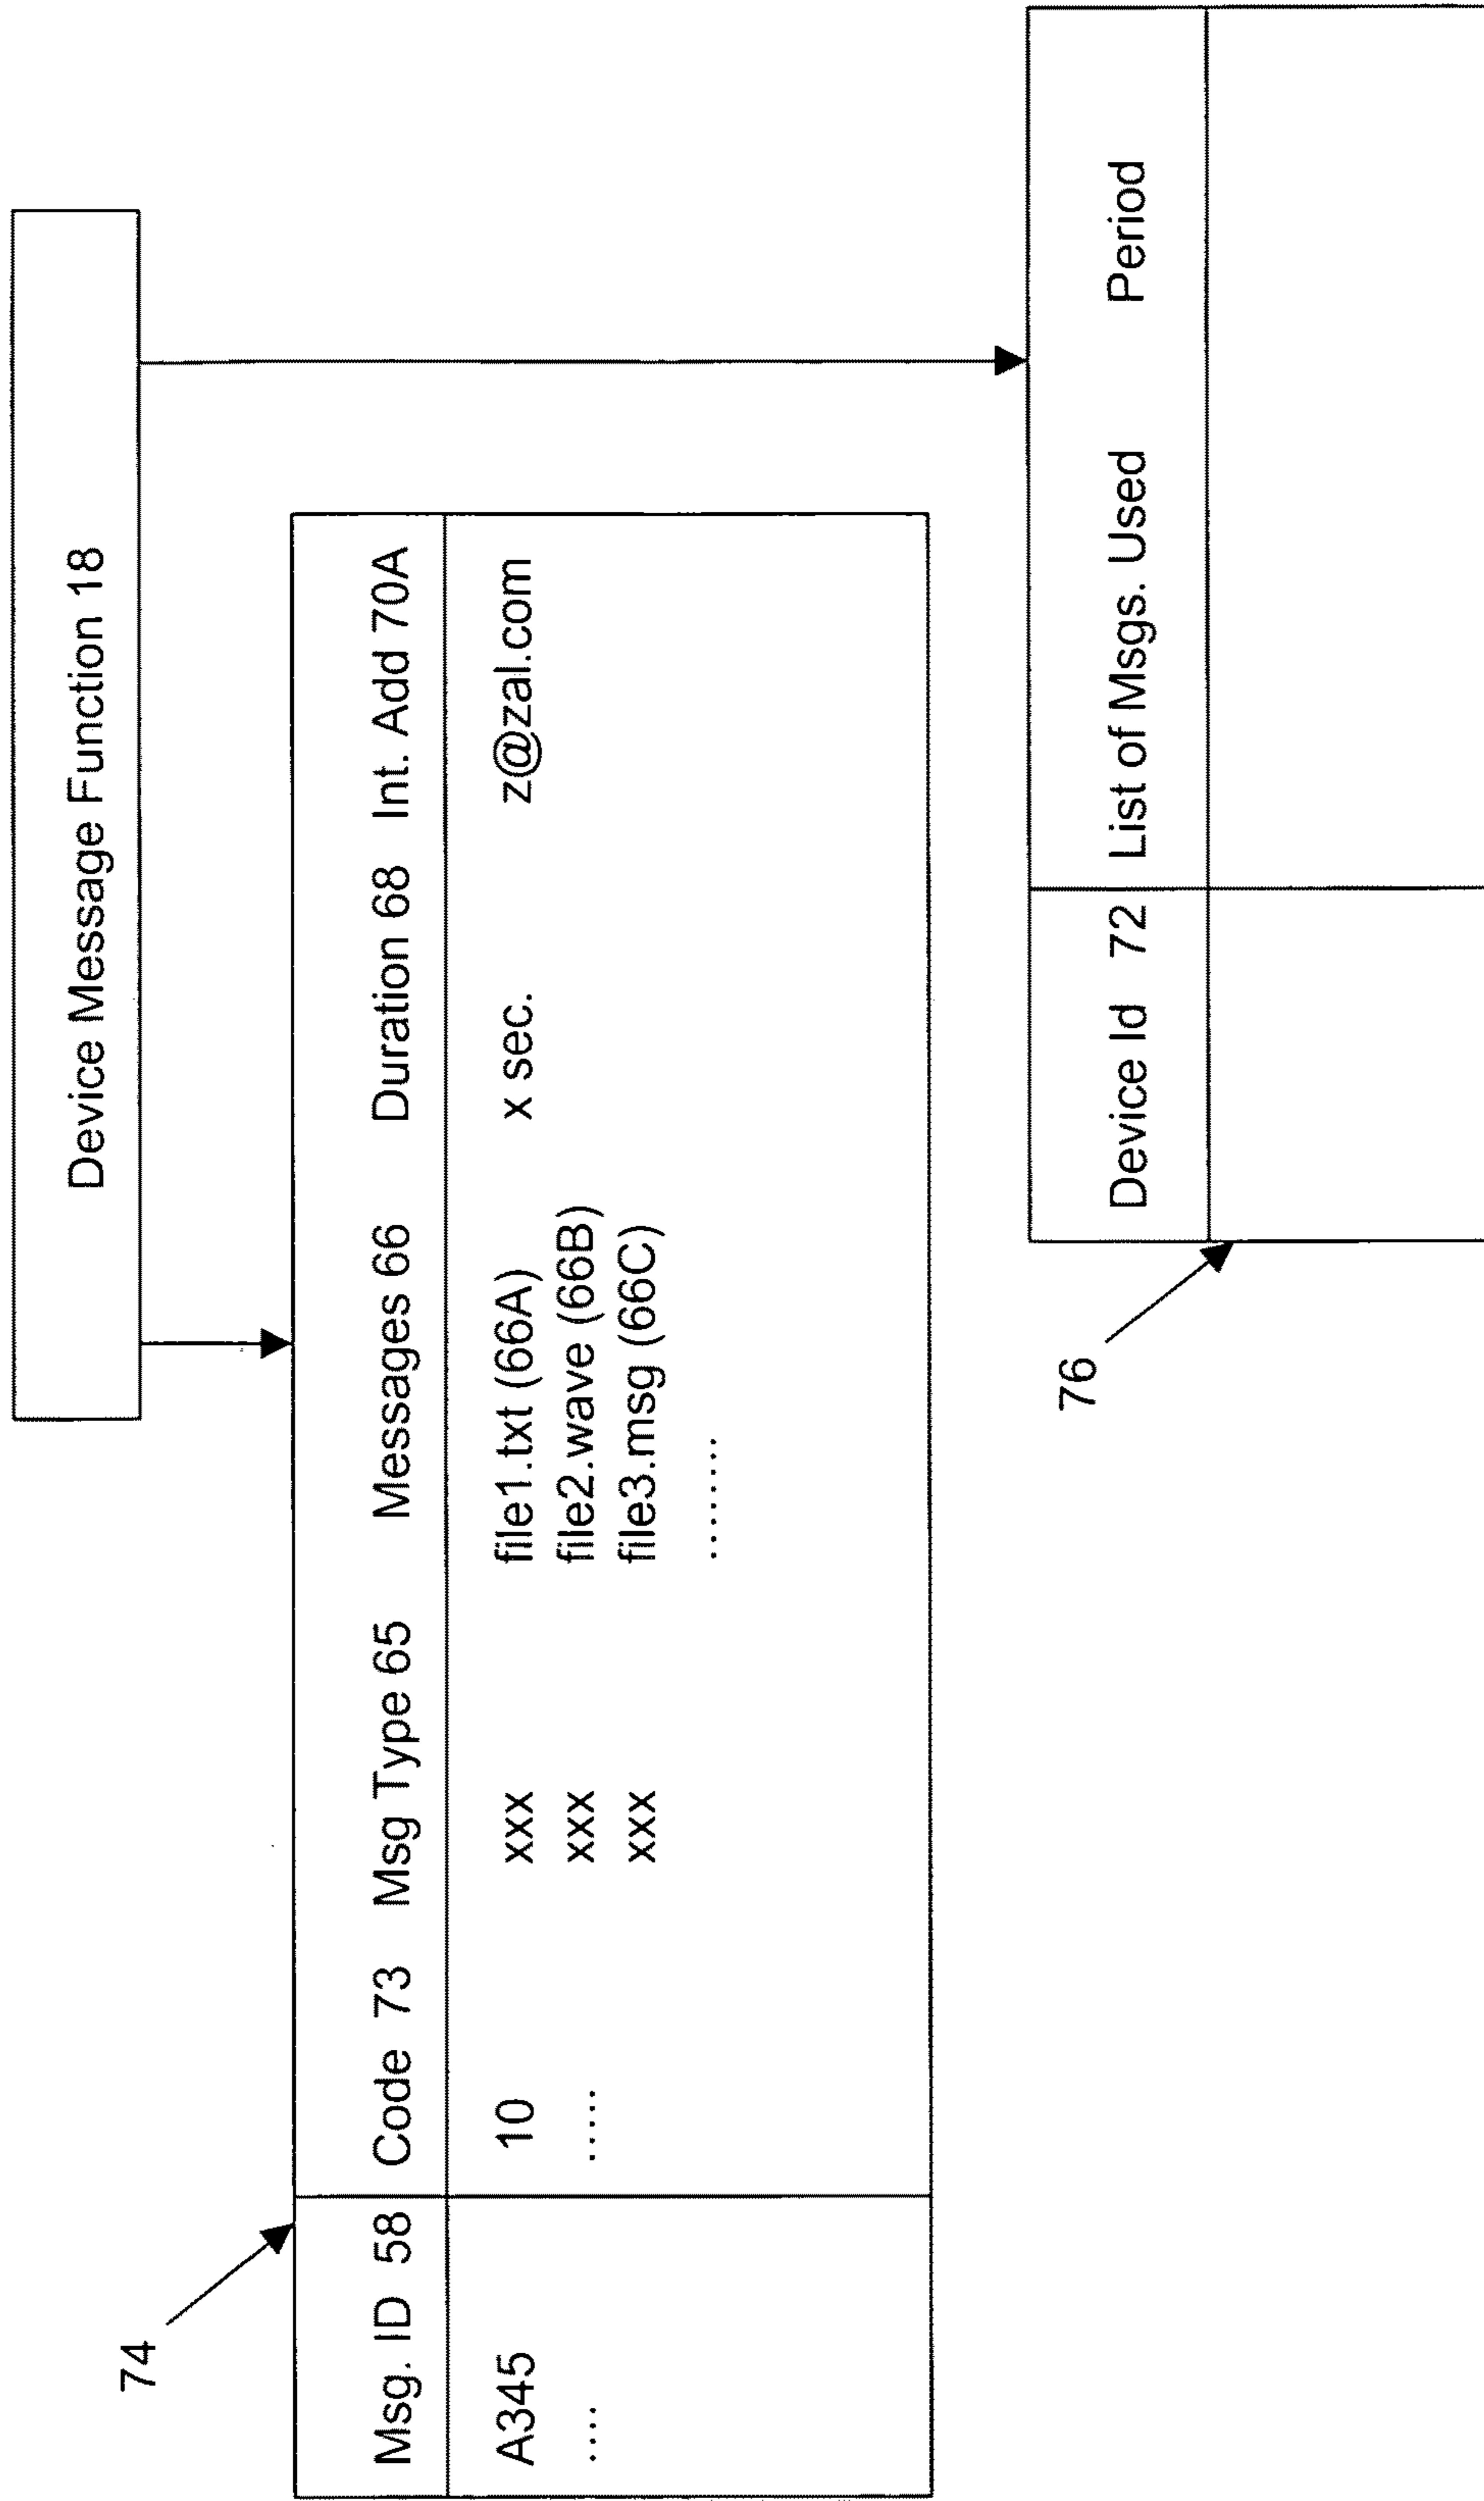 Device Message Function 18
74
Msg. ID 58 Code 73 Msg Type 65 Messages 66 Duration 68 Int. Add 70A
A345 10 xxx file1.txt (66A) x sec. z@zal.com
.... ..... xxx file2.wave (66B)
xxx file3.msg (66C)
.......
76
Device Id 72 List of Msgs. Used Period